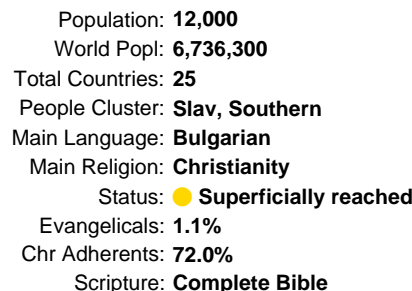 Population: 12,000
World Popl: 6,736,300
Total Countries: 25
People Cluster: Slav, Southern
Main Language: Bulgarian
Main Religion: Christianity
Status: Superficially reached
Evangelicals: 1.1%
Chr Adherents: 72.0%
Scripture: Complete Bible